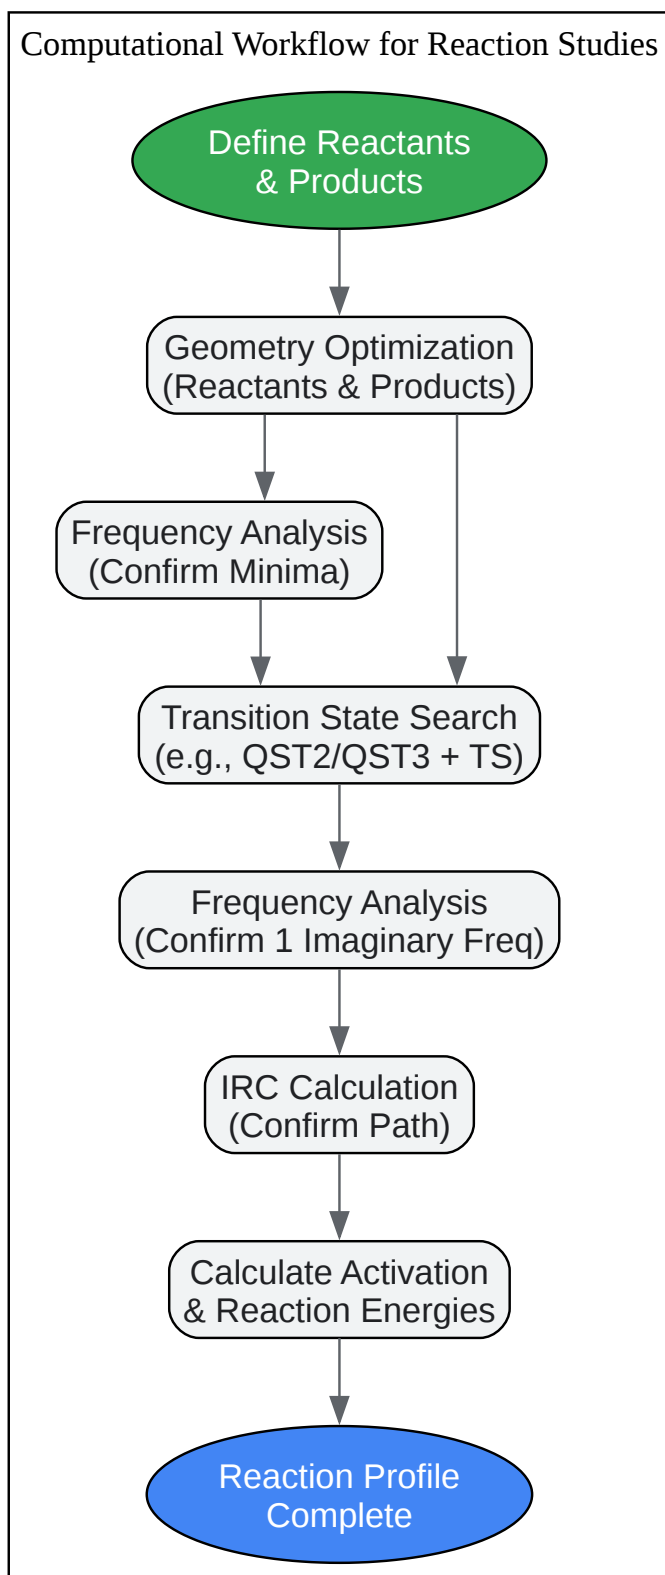 Computational Workflow for Reaction Studies
Define Reactants
& Products
Geometry Optimization
(Reactants & Products)
Frequency Analysis
(Confirm Minima)
Transition State Search
(e.g., QST2/QST3 + TS)
Frequency Analysis
(Confirm 1 Imaginary Freq)
IRC Calculation
(Confirm Path)
Calculate Activation
& Reaction Energies
Reaction Profile
Complete